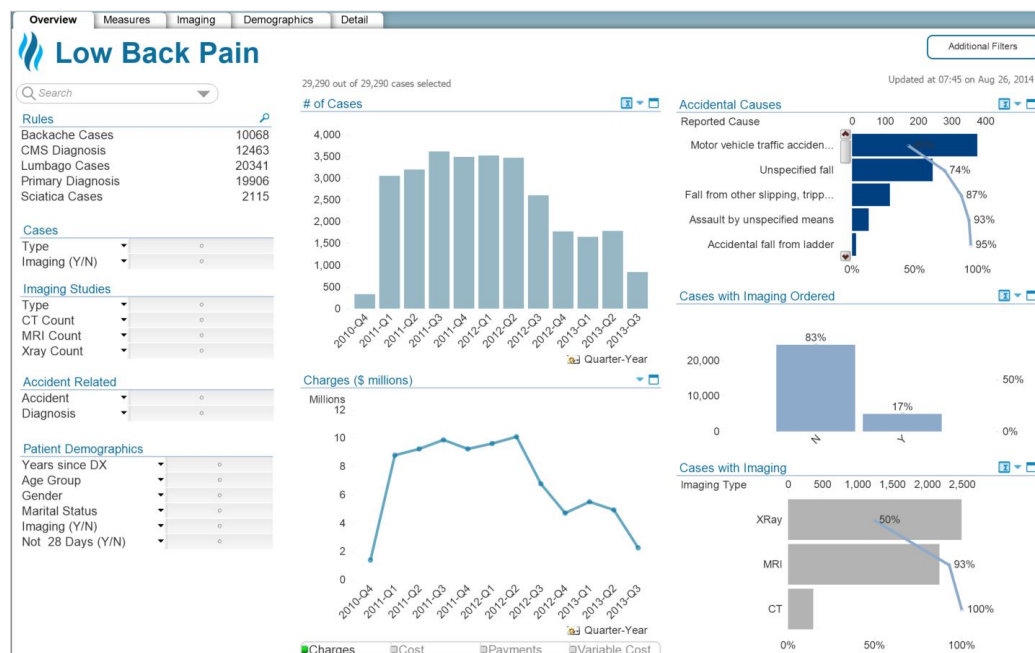 Overview Measures Imaging Demographics Detail
Low Back Pain
Additional Filters
Updated at 07:45 on Aug 26, 2014
Search
Rules
Backache Cases 10068
CMS Diagnosis 12463
Lumbago Cases 20341
Primary Diagnosis 19906
Sciatica Cases 2115
Cases
Type
Imaging (Y/N)
Imaging Studies
Type
CT Count
MRI Count
Xray Count
Accident Related
Accident
Diagnosis
Patient Demographics
Years since DX
Age Group
Gender
Marital Status
Imaging (Y/N)
Not 28 Days (Y/N)
29,290 out of 29,290 cases selected
# of Cases
4,000
3,500
3,000
2,500
2,000
1,500
1,000
500
0
2010-Q4 2011-Q1 2011-Q2 2011-Q3 2011-Q4 2012-Q1 2012-Q2 2012-Q3 2012-Q4 2013-Q1 2013-Q2 2013-Q3
Quarter-Year
Charges ($ millions)
Millions
12
10
8
6
4
2
0
2010-Q4 2011-Q1 2011-Q2 2011-Q3 2011-Q4 2012-Q1 2012-Q2 2012-Q3 2012-Q4 2013-Q1 2013-Q2 2013-Q3
Quarter-Year
Charges Cost Payments Variable Cost
Accidental Causes
Reported Cause 0 100 200 300 400
Motor vehicle traffic acciden...
Unspecified fall 74%
Fall from other slipping, tripp... 87%
Assault by unspecified means 93%
Accidental fall from ladder 95%
0% 50% 100%
Cases with Imaging Ordered
83%
20,000
50%
10,000
17%
0 0%
N Y
Cases with Imaging
Imaging Type 0 500 1,000 1,500 2,000 2,500
XRay 50%
MRI 93%
CT 100%
0% 50% 100%